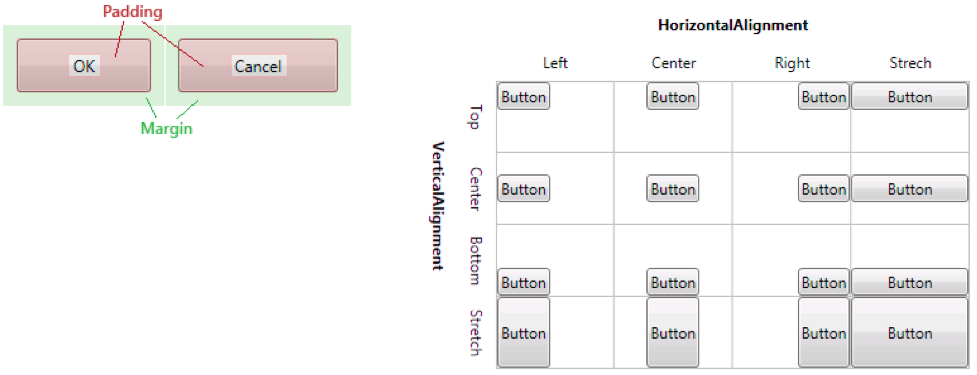 Padding
OK Cancel
Margin
HorizontalAlignment
Left Center Right Strech
VerticalAlignment
Top Button Button Button Button
Center Button Button Button Button
Bottom Button Button Button Button
Stretch Button Button Button Button